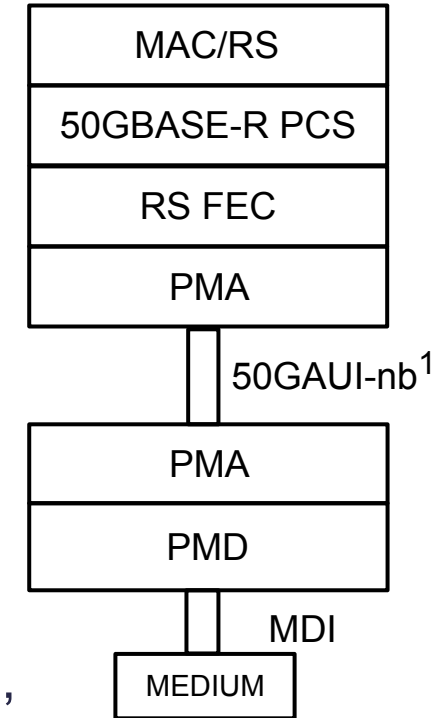 MAC/RS
50GBASE-R PCS
RS FEC
PMA
50GAUI-nb¹
PMA
PMD
MDI
,
MEDIUM